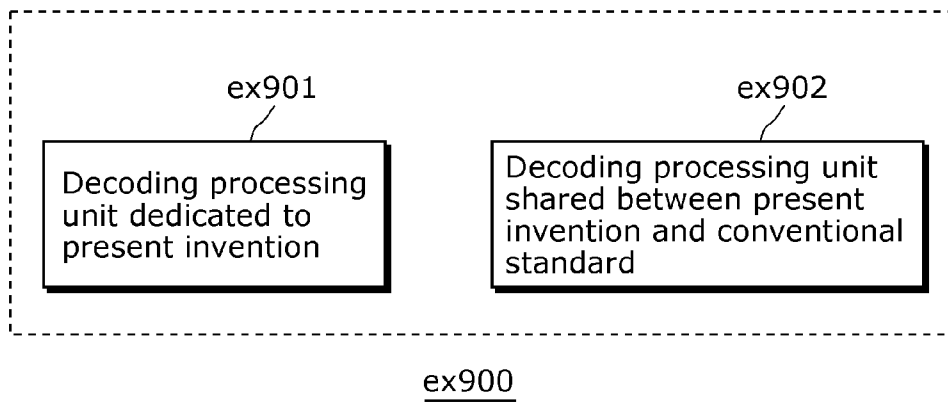 ex901
Decoding processing
unit dedicated to
present invention
ex902
Decoding processing unit
shared between present
invention and conventional
standard
ex900